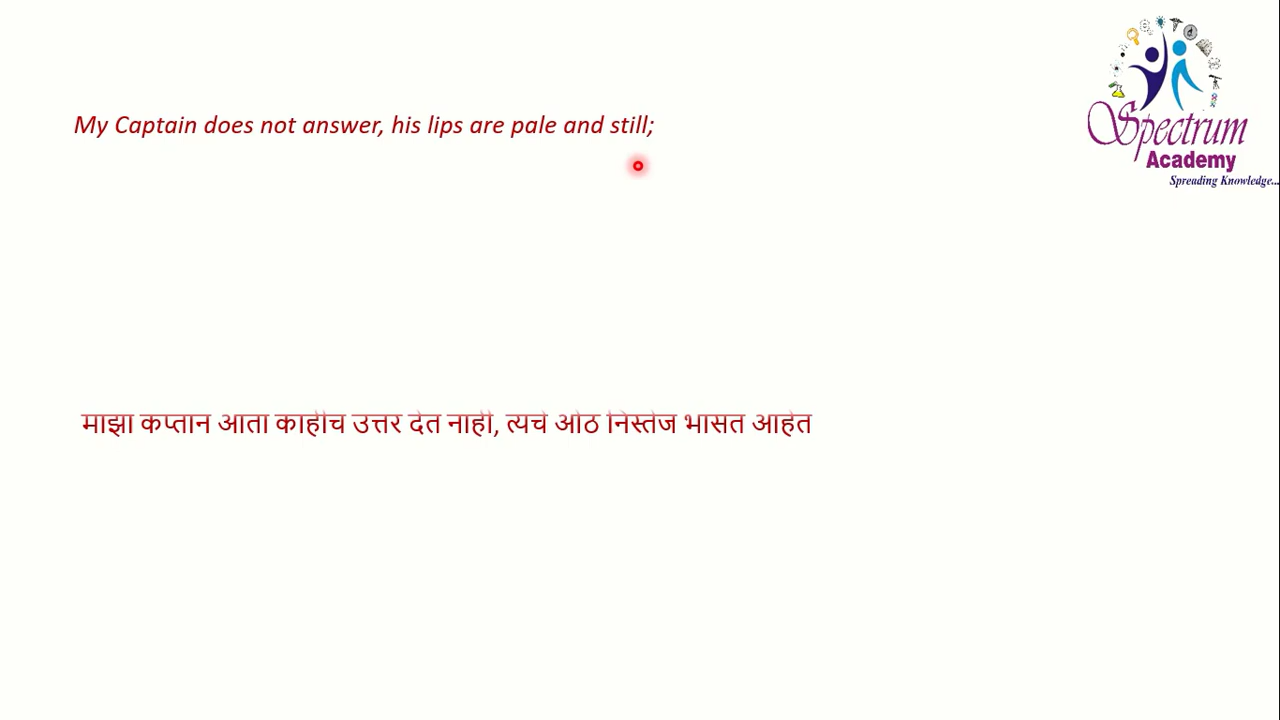 My Captain does not answer, his lips are pale and still;
Spectrum
Academy
Spreading Knowledge...
माझा कप्तान आता काहीच उत्तर देत नाही, त्यचे ओठ निस्तेज भासत आहेत